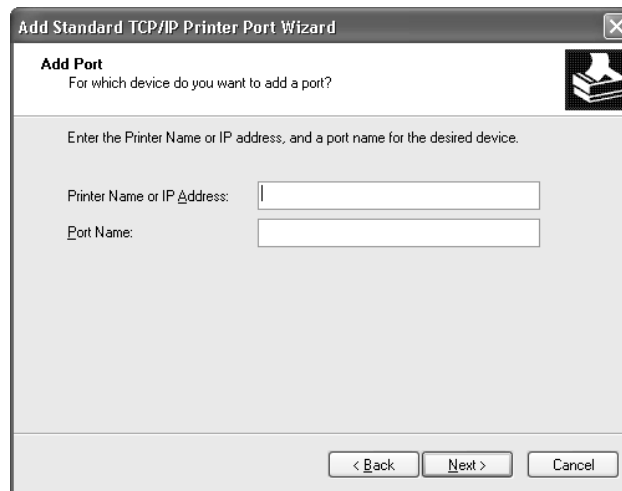 Add Standard TCP/IP Printer Port Wizard
Add Port
For which device do you want to add a port?
Enter the Printer Name or IP address, and a port name for the desired device.
Printer Name or IP Address:
Port Name:
< Back Next > Cancel